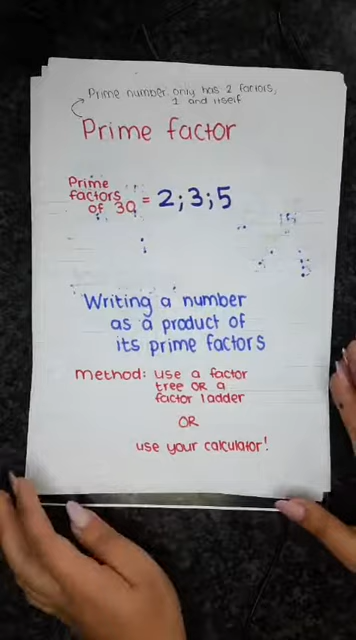 Prime number: only has 2 factors,
1 and itself
Prime factor
Prime
factors
of 30 = 2;3;5
Writing a number
as a product of
its prime factors
method: use a factor
tree OR a
factor ladder
OR
use your calculator!